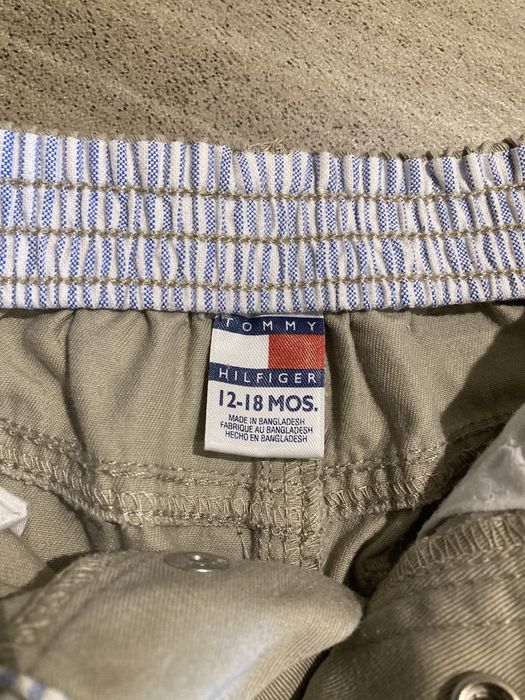 TOMMY
HILFIGER
12-18 MOS.
MADE IN BANGLADESH
FABRIQUE AU BANGLADESH
HECHO EN BANGLADESH